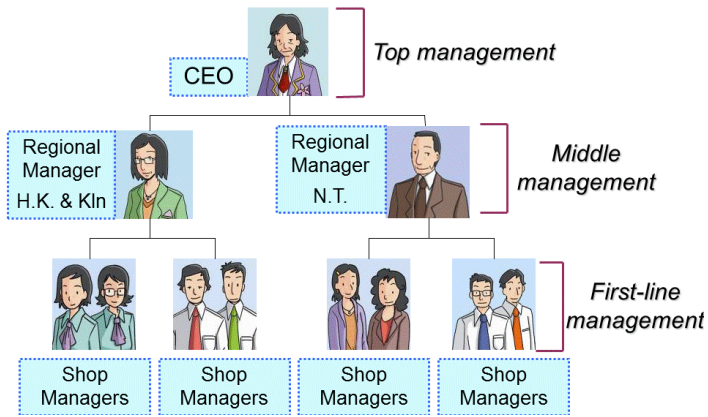 CEO
Top management
Regional
Manager
H.K. & Kln
Regional
Manager
N.T.
Middle
management
First-line
management
Shop
Managers
Shop
Managers
Shop
Managers
Shop
Managers